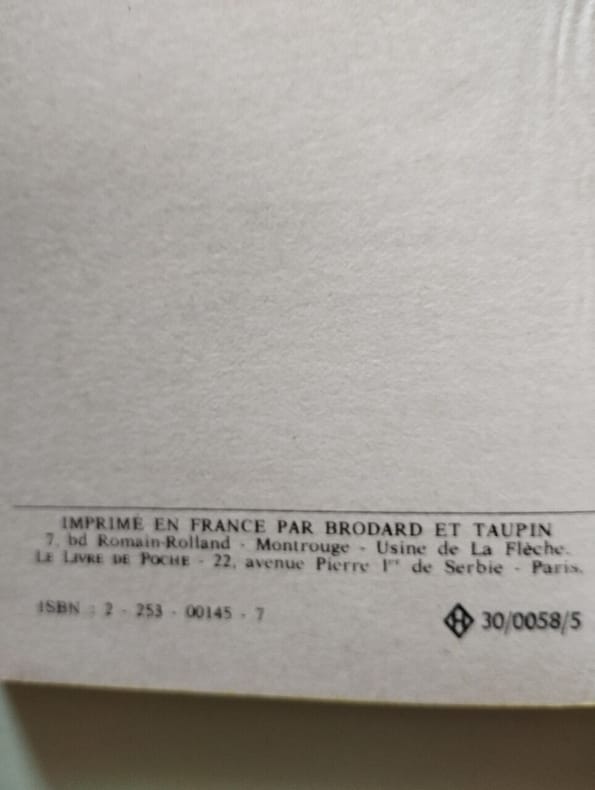 IMPRIMÉ EN FRANCE PAR BRODARD ET TAUPIN
7, bd Romain-Rolland - Montrouge - Usine de La Flèche.
LE LIVRE DE POCHE - 22, avenue Pierre Iᵉʳ de Serbie - Paris.
ISBN : 2 - 253 - 00145 - 7
30/0058/5